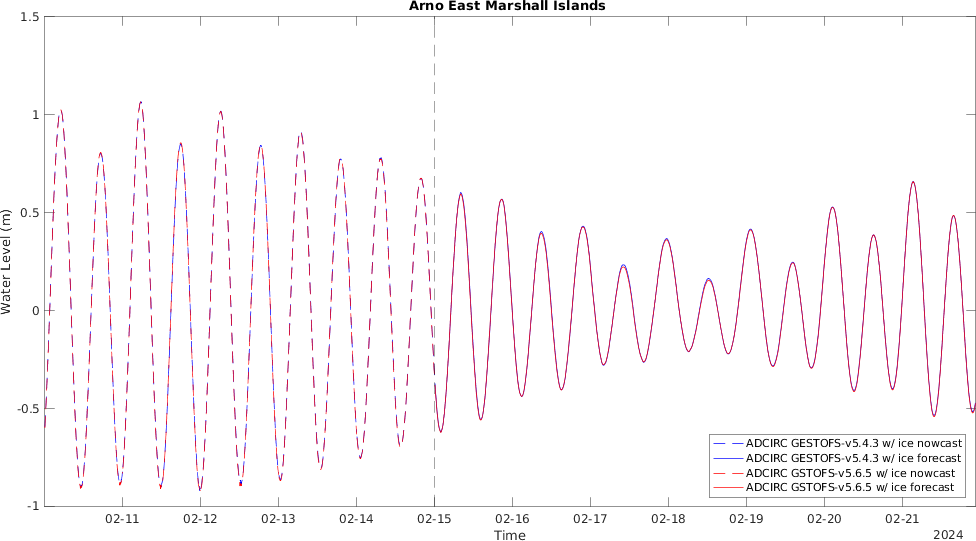 Arno East Marshall Islands
1.5
1
0.5
0
-0.5
-1
Water Level (m)
ADCIRC GESTOFS-v5.4.3 w/ ice nowcast
ADCIRC GESTOFS-v5.4.3 w/ ice forecast
ADCIRC GSTOFS-v5.6.5 w/ ice nowcast
ADCIRC GSTOFS-v5.6.5 w/ ice forecast
02-11 02-12 02-13 02-14 02-15 02-16 02-17 02-18 02-19 02-20 02-21
Time
2024